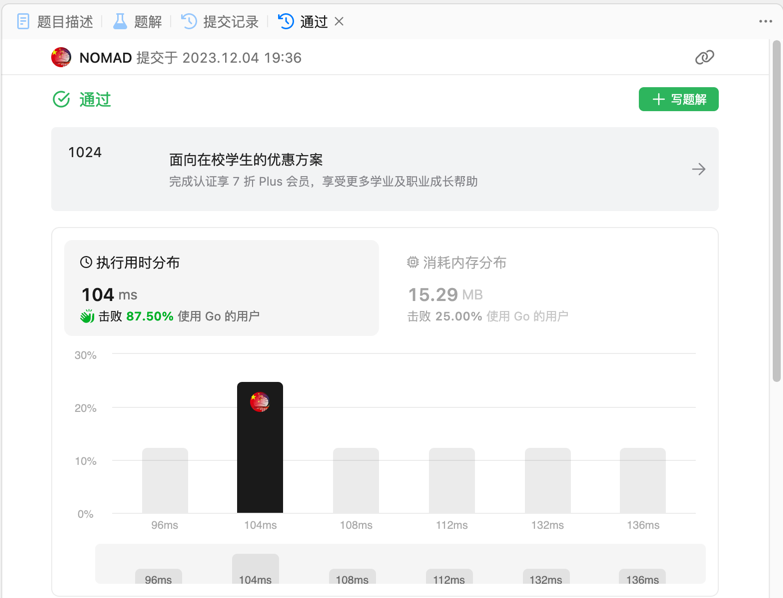 题目描述 题解 提交记录 通过
NOMAD 提交于 2023.12.04 19:36
通过
写题解
1024
面向在校学生的优惠方案
完成认证享 7 折 Plus 会员，享受更多学业及职业成长帮助
执行用时分布
104 ms
击败 87.50% 使用 Go 的用户
消耗内存分布
15.29 MB
击败 25.00% 使用 Go 的用户
30%
20%
10%
0%
96ms 104ms 108ms 112ms 132ms 136ms
96ms 104ms 108ms 112ms 132ms 136ms